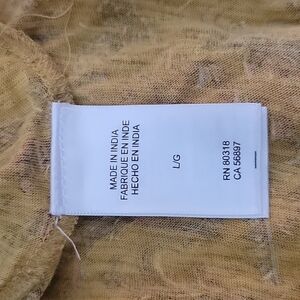 MADE IN INDIA
FABRIQUE EN INDE
HECHO EN INDIA
L/G
RN 80318
CA 56897